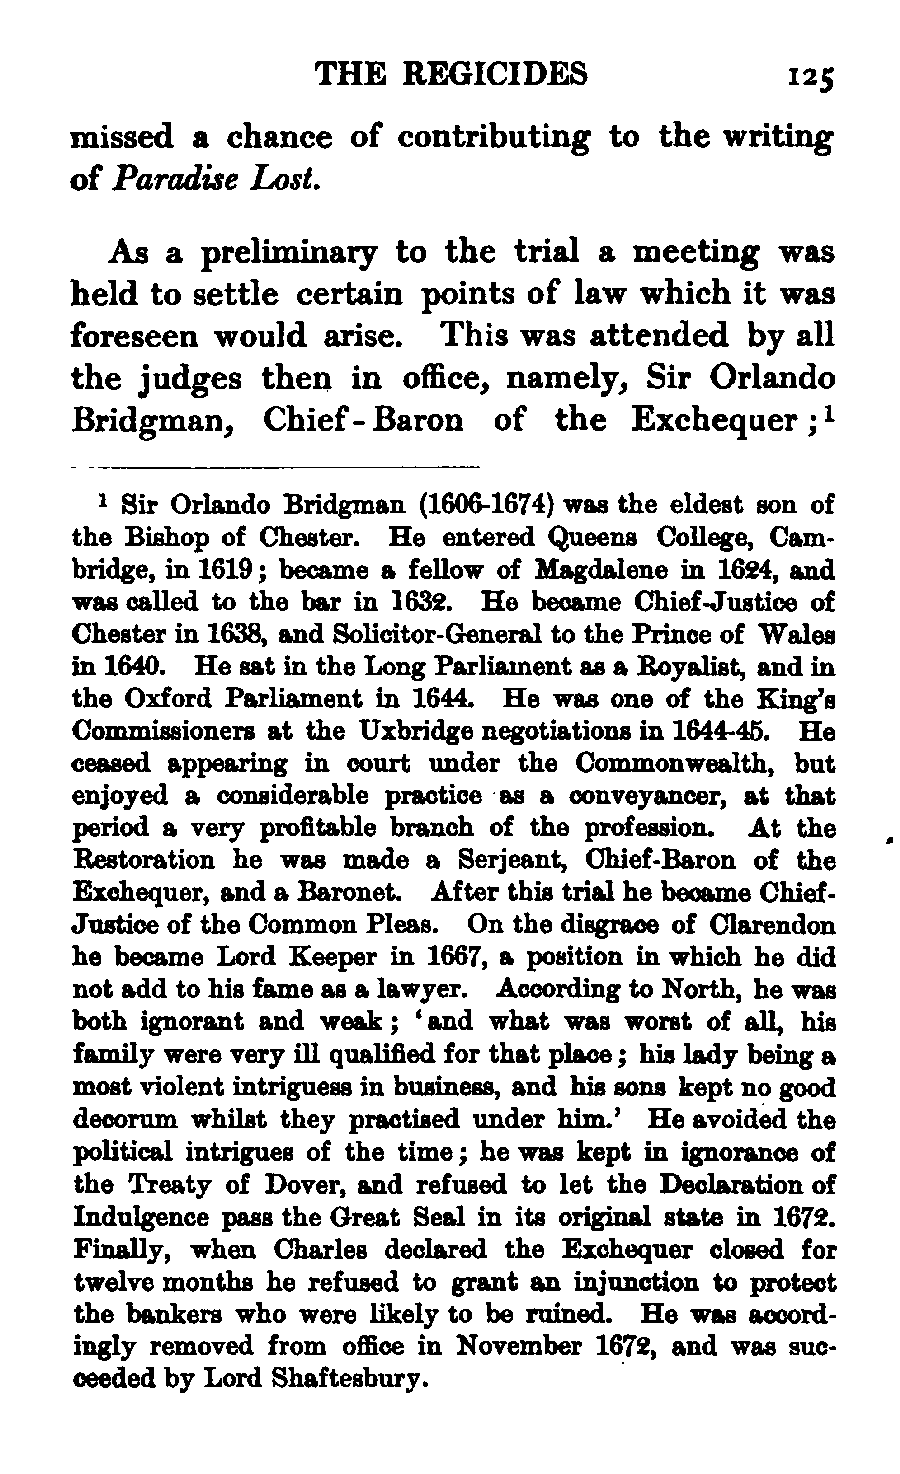 THE REGICIDES 125
missed a chance of contributing to the writing
of Paradise Lost.
As a preliminary to the trial a meeting was
held to settle certain points of law which it was
foreseen would arise. This was attended by all
the judges then in office, namely, Sir Orlando
Bridgman, Chief-Baron of the Exchequer ;¹
¹ Sir Orlando Bridgman (1606-1674) was the eldest son of
the Bishop of Chester. He entered Queens College, Cam-
bridge, in 1619 ; became a fellow of Magdalene in 1624, and
was called to the bar in 1632. He became Chief-Justice of
Chester in 1638, and Solicitor-General to the Prince of Wales
in 1640. He sat in the Long Parliament as a Royalist, and in
the Oxford Parliament in 1644. He was one of the King's
Commissioners at the Uxbridge negotiations in 1644-45. He
ceased appearing in court under the Commonwealth, but
enjoyed a considerable practice as a conveyancer, at that
period a very profitable branch of the profession. At the
Restoration he was made a Serjeant, Chief-Baron of the
Exchequer, and a Baronet. After this trial he became Chief-
Justice of the Common Pleas. On the disgrace of Clarendon
he became Lord Keeper in 1667, a position in which he did
not add to his fame as a lawyer. According to North, he was
both ignorant and weak ; 'and what was worst of all, his
family were very ill qualified for that place ; his lady being a
most violent intriguess in business, and his sons kept no good
decorum whilst they practised under him.' He avoided the
political intrigues of the time ; he was kept in ignorance of
the Treaty of Dover, and refused to let the Declaration of
Indulgence pass the Great Seal in its original state in 1672.
Finally, when Charles declared the Exchequer closed for
twelve months he refused to grant an injunction to protect
the bankers who were likely to be ruined. He was accord-
ingly removed from office in November 1672, and was suc-
ceeded by Lord Shaftesbury.